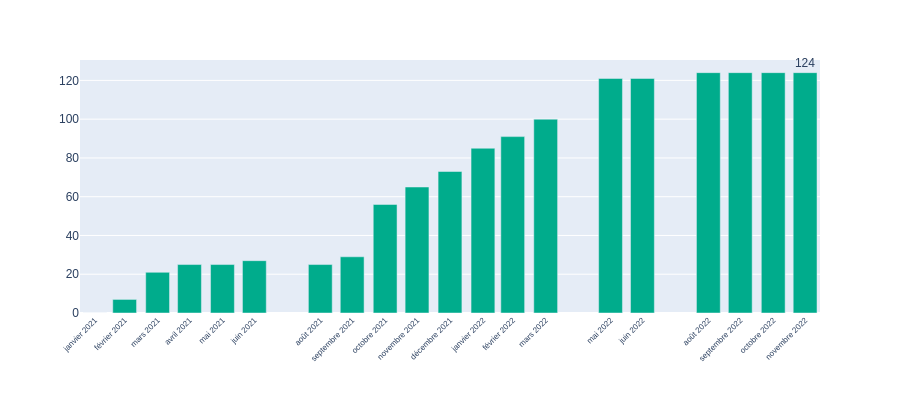 124
120
100
80
60
40
20
0
janvier 2021
février 2021
mars 2021
avril 2021
mai 2021
juin 2021
août 2021
septembre 2021
octobre 2021
novembre 2021
décembre 2021
janvier 2022
février 2022
mars 2022
mai 2022
juin 2022
août 2022
septembre 2022
octobre 2022
novembre 2022